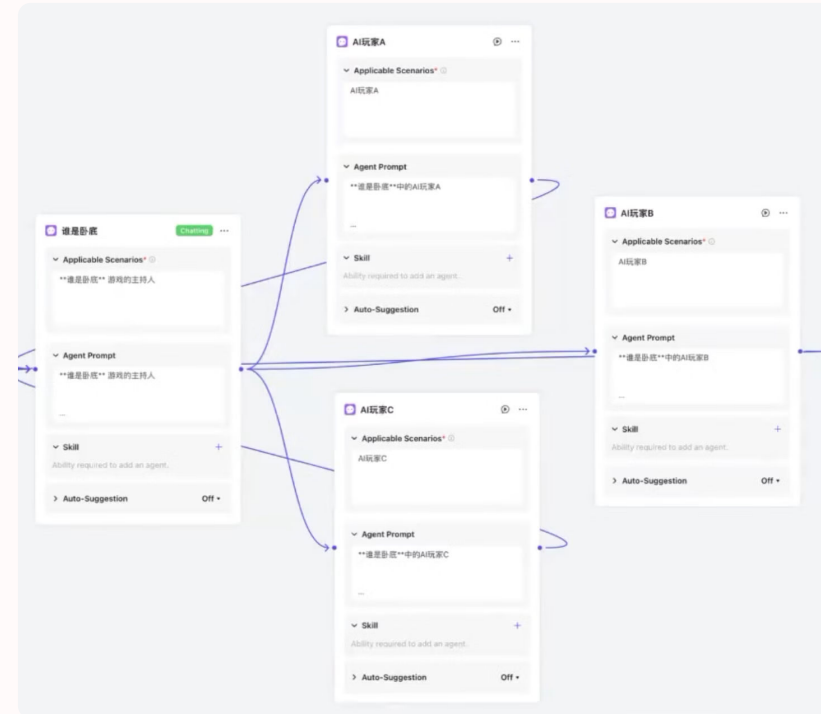 AI玩家A
Applicable Scenarios*
AI玩家A
Agent Prompt
**谁是卧底**中的AI玩家A
...
Skill
Ability required to add an agent.
Auto-Suggestion
Off
谁是卧底
Chatting
Applicable Scenarios*
**谁是卧底** 游戏的主持人
Agent Prompt
**谁是卧底** 游戏的主持人
...
Skill
Ability required to add an agent.
Auto-Suggestion
Off
AI玩家B
Applicable Scenarios*
AI玩家B
Agent Prompt
**谁是卧底**中的AI玩家B
...
Skill
Ability required to add an agent.
Auto-Suggestion
Off
AI玩家C
Applicable Scenarios*
AI玩家C
Agent Prompt
**谁是卧底**中的AI玩家C
...
Skill
Ability required to add an agent.
Auto-Suggestion
Off